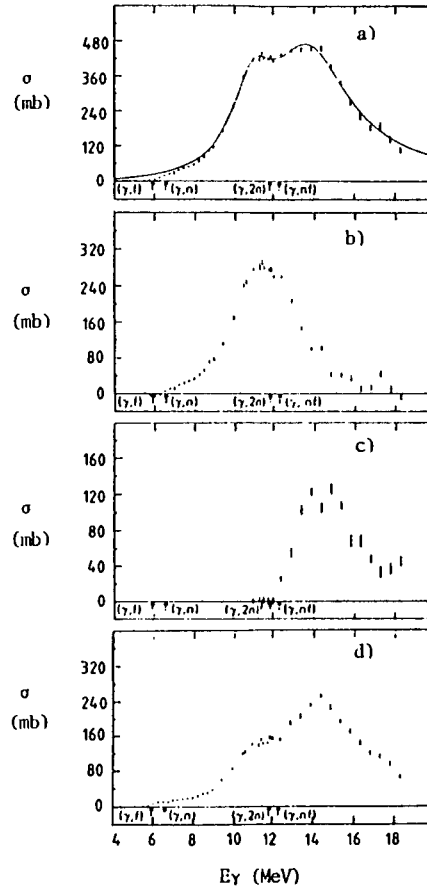 a)
480
σ
360
(mb)
240
120
0
(γ,f) (γ,n) (γ,2n) (γ,nf)
b)
320
σ
240
(mb)
160
80
0
(γ,f) (γ,n) (γ,2n) (γ,nf)
c)
160
σ
120
(mb)
80
40
0
(γ,f) (γ,n) (γ,2n) (γ,nf)
d)
320
σ
240
(mb)
160
80
0
(γ,f) (γ,n) (γ,2n) (γ,nf)
4 6 8 10 12 14 16 18
Eγ (MeV)